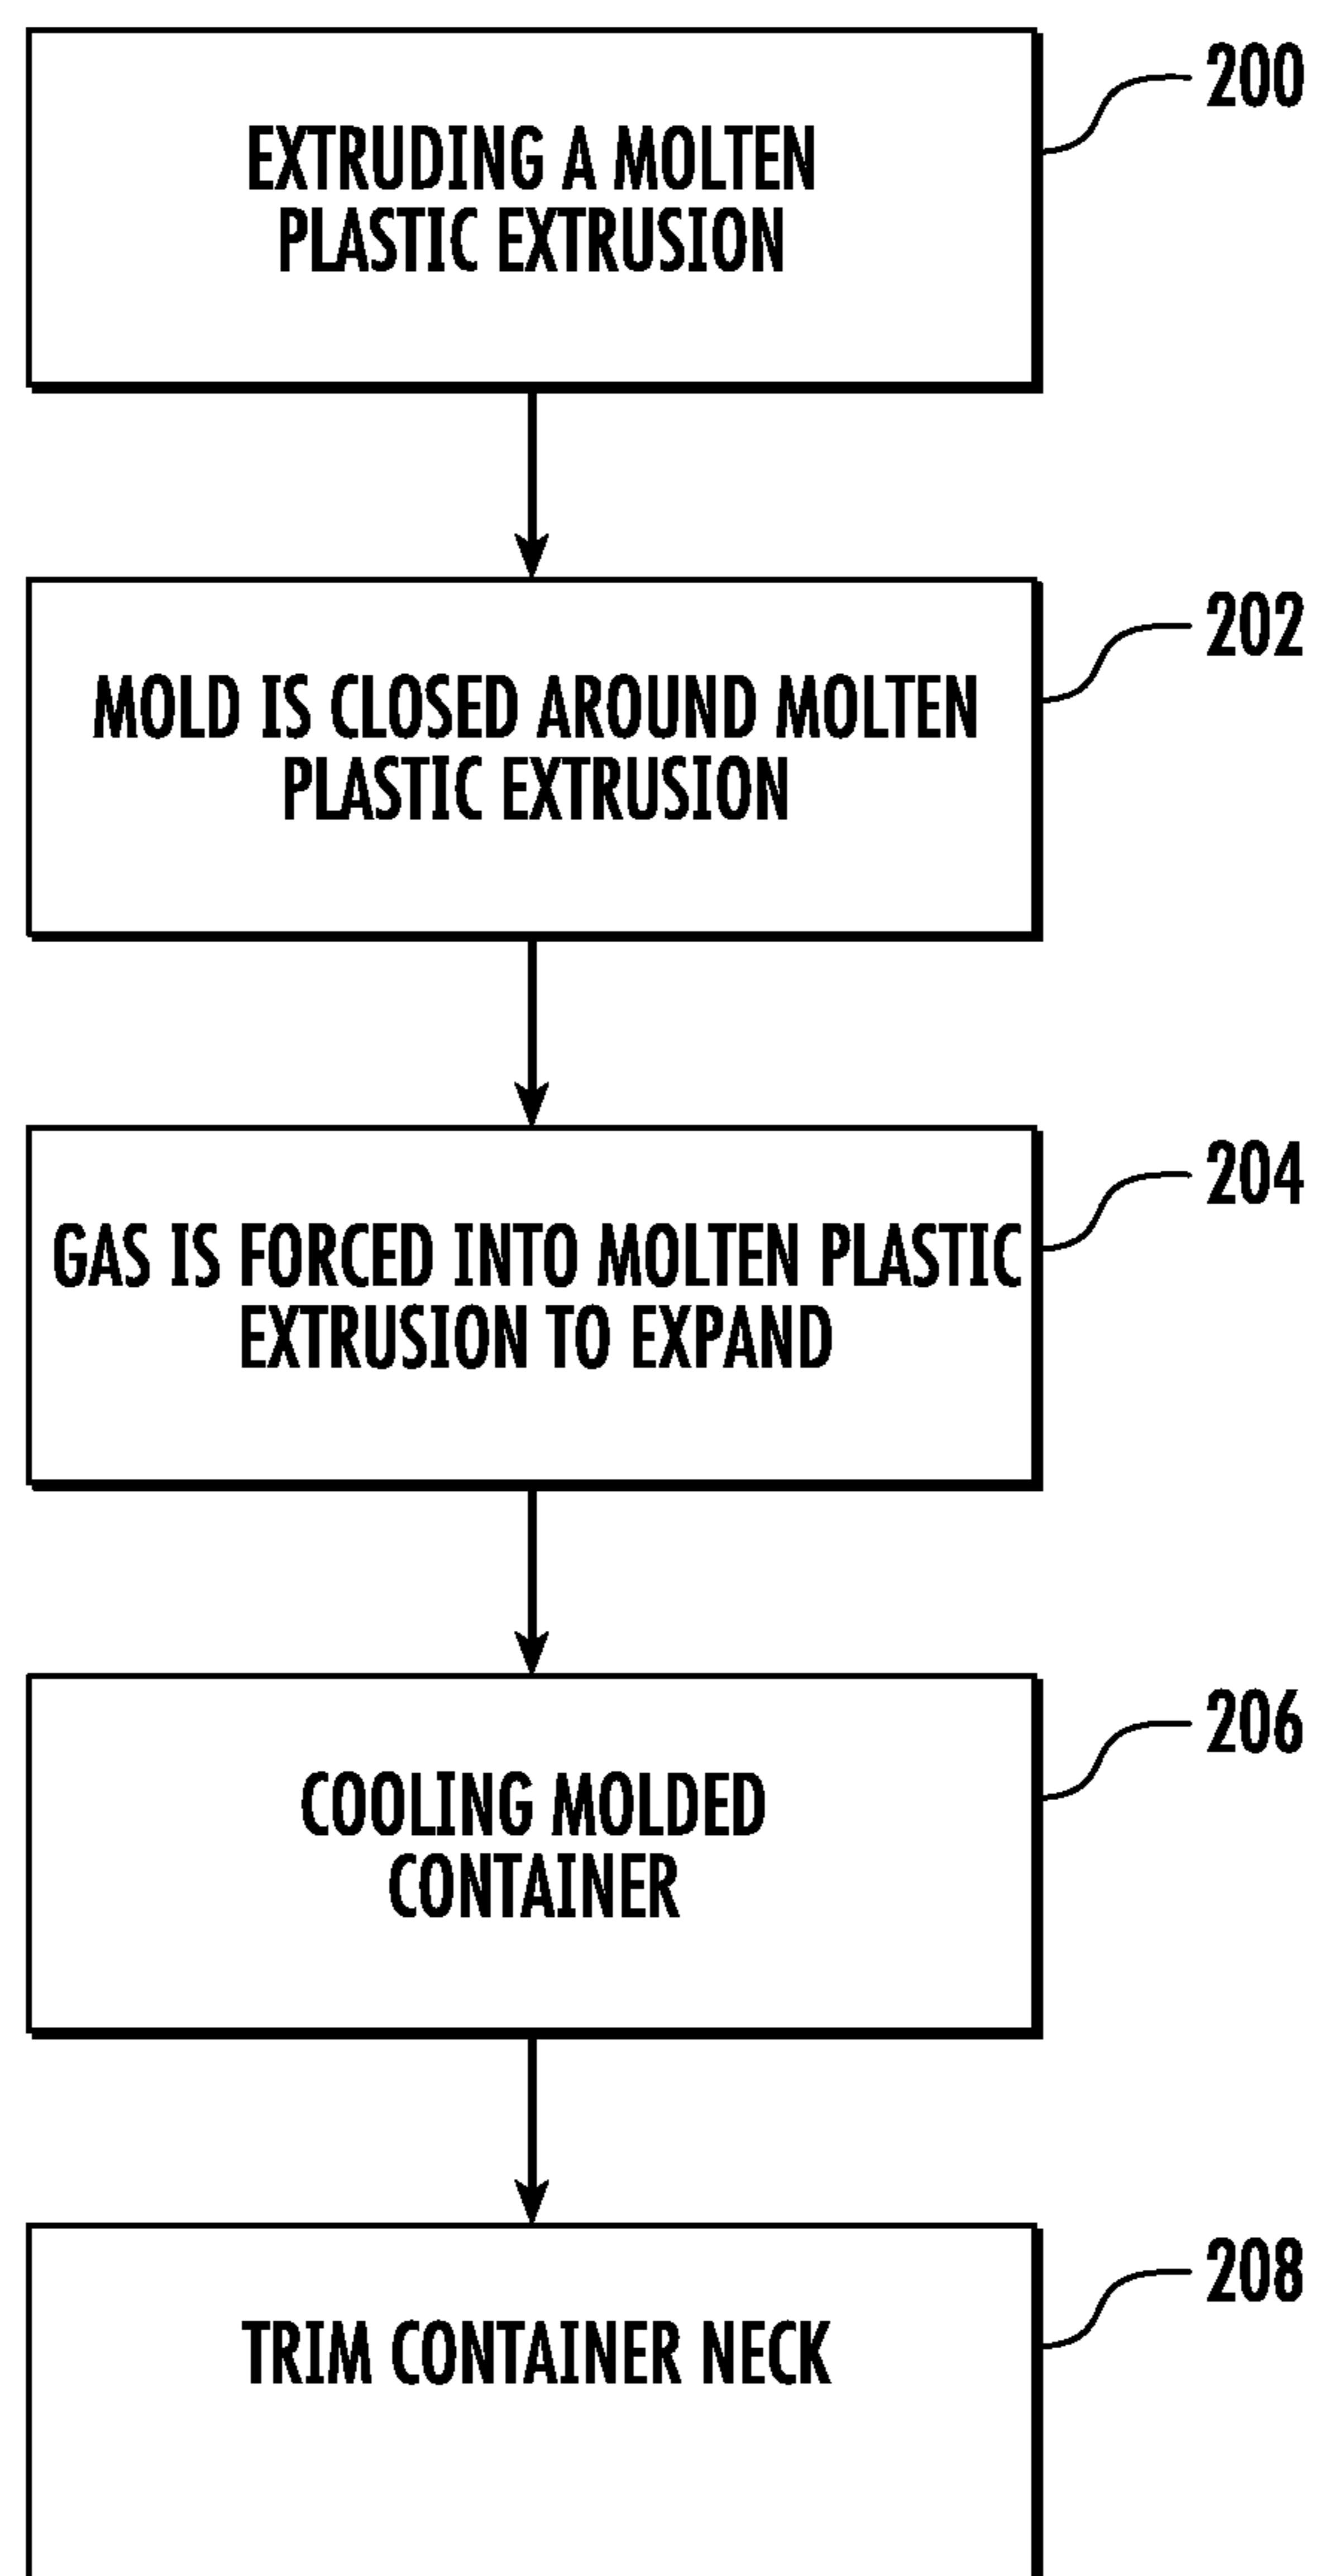 200
EXTRUDING A MOLTEN
PLASTIC EXTRUSION
202
MOLD IS CLOSED AROUND MOLTEN
PLASTIC EXTRUSION
204
GAS IS FORCED INTO MOLTEN PLASTIC
EXTRUSION TO EXPAND
206
COOLING MOLDED
CONTAINER
208
TRIM CONTAINER NECK